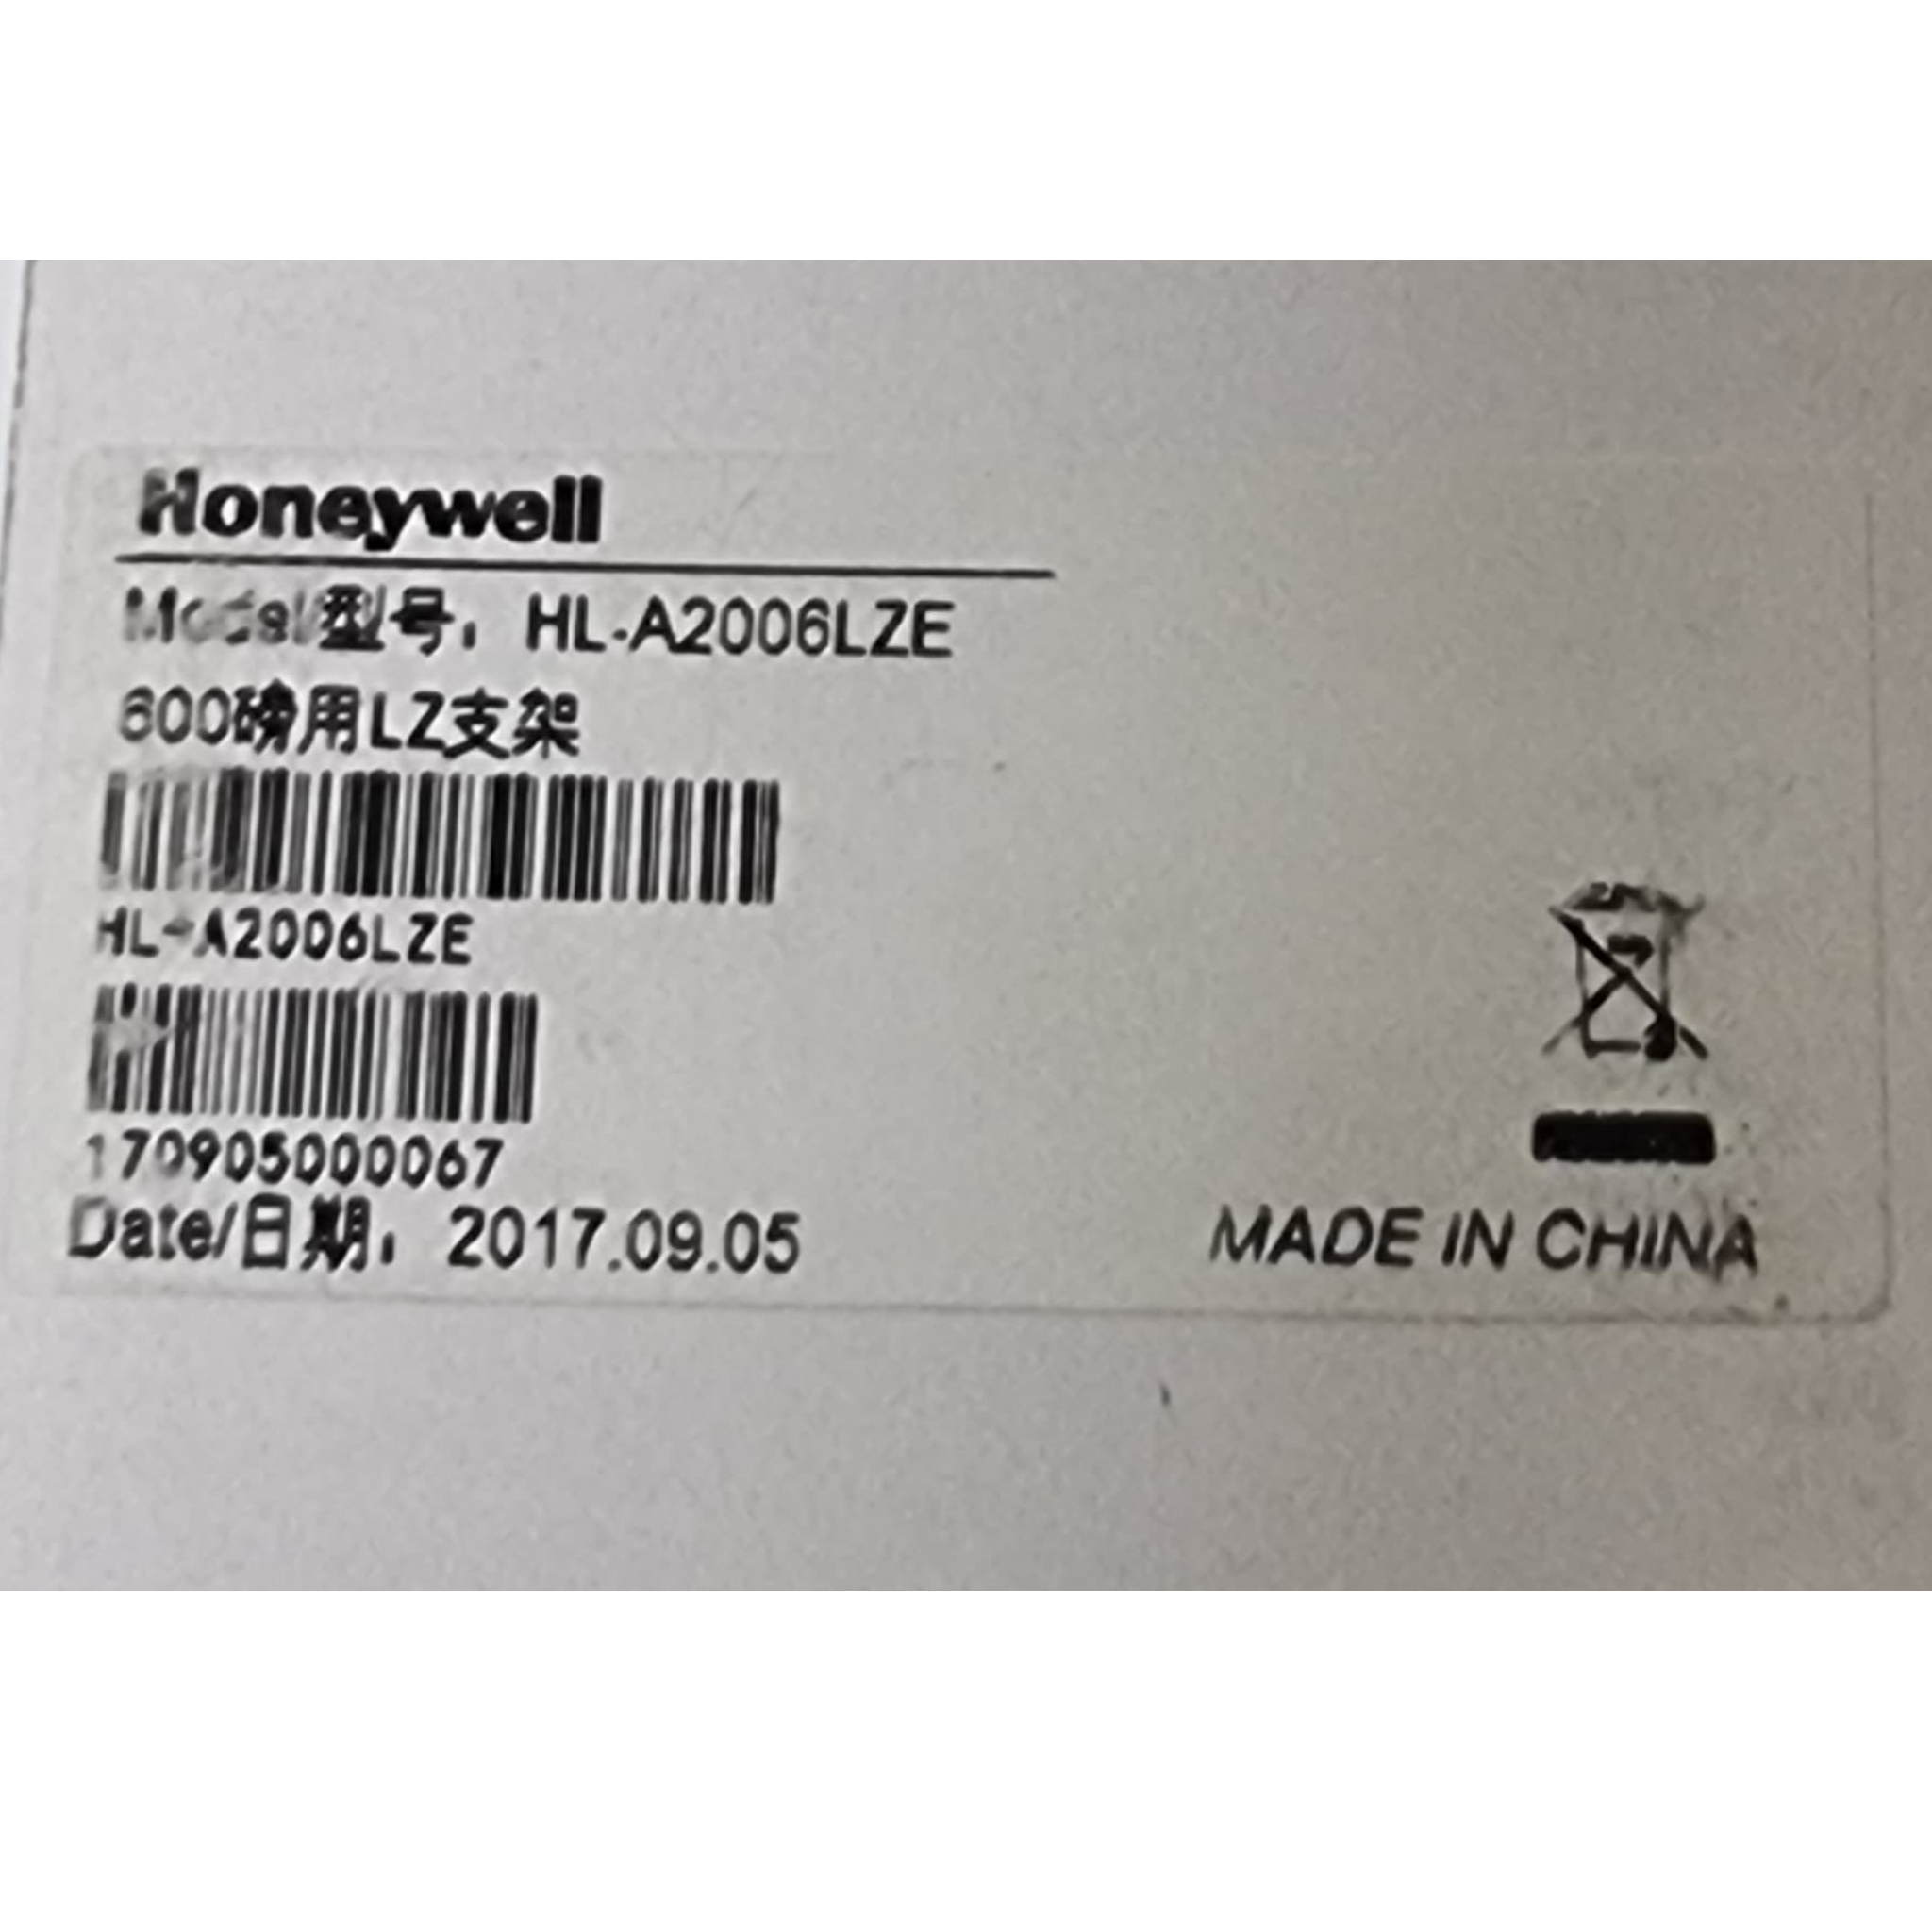 Honeywell
Model/型号： HL-A2006LZE
600磅用LZ支架
HL-A2006LZE
170905000067
Date/日期： 2017.09.05
MADE IN CHINA